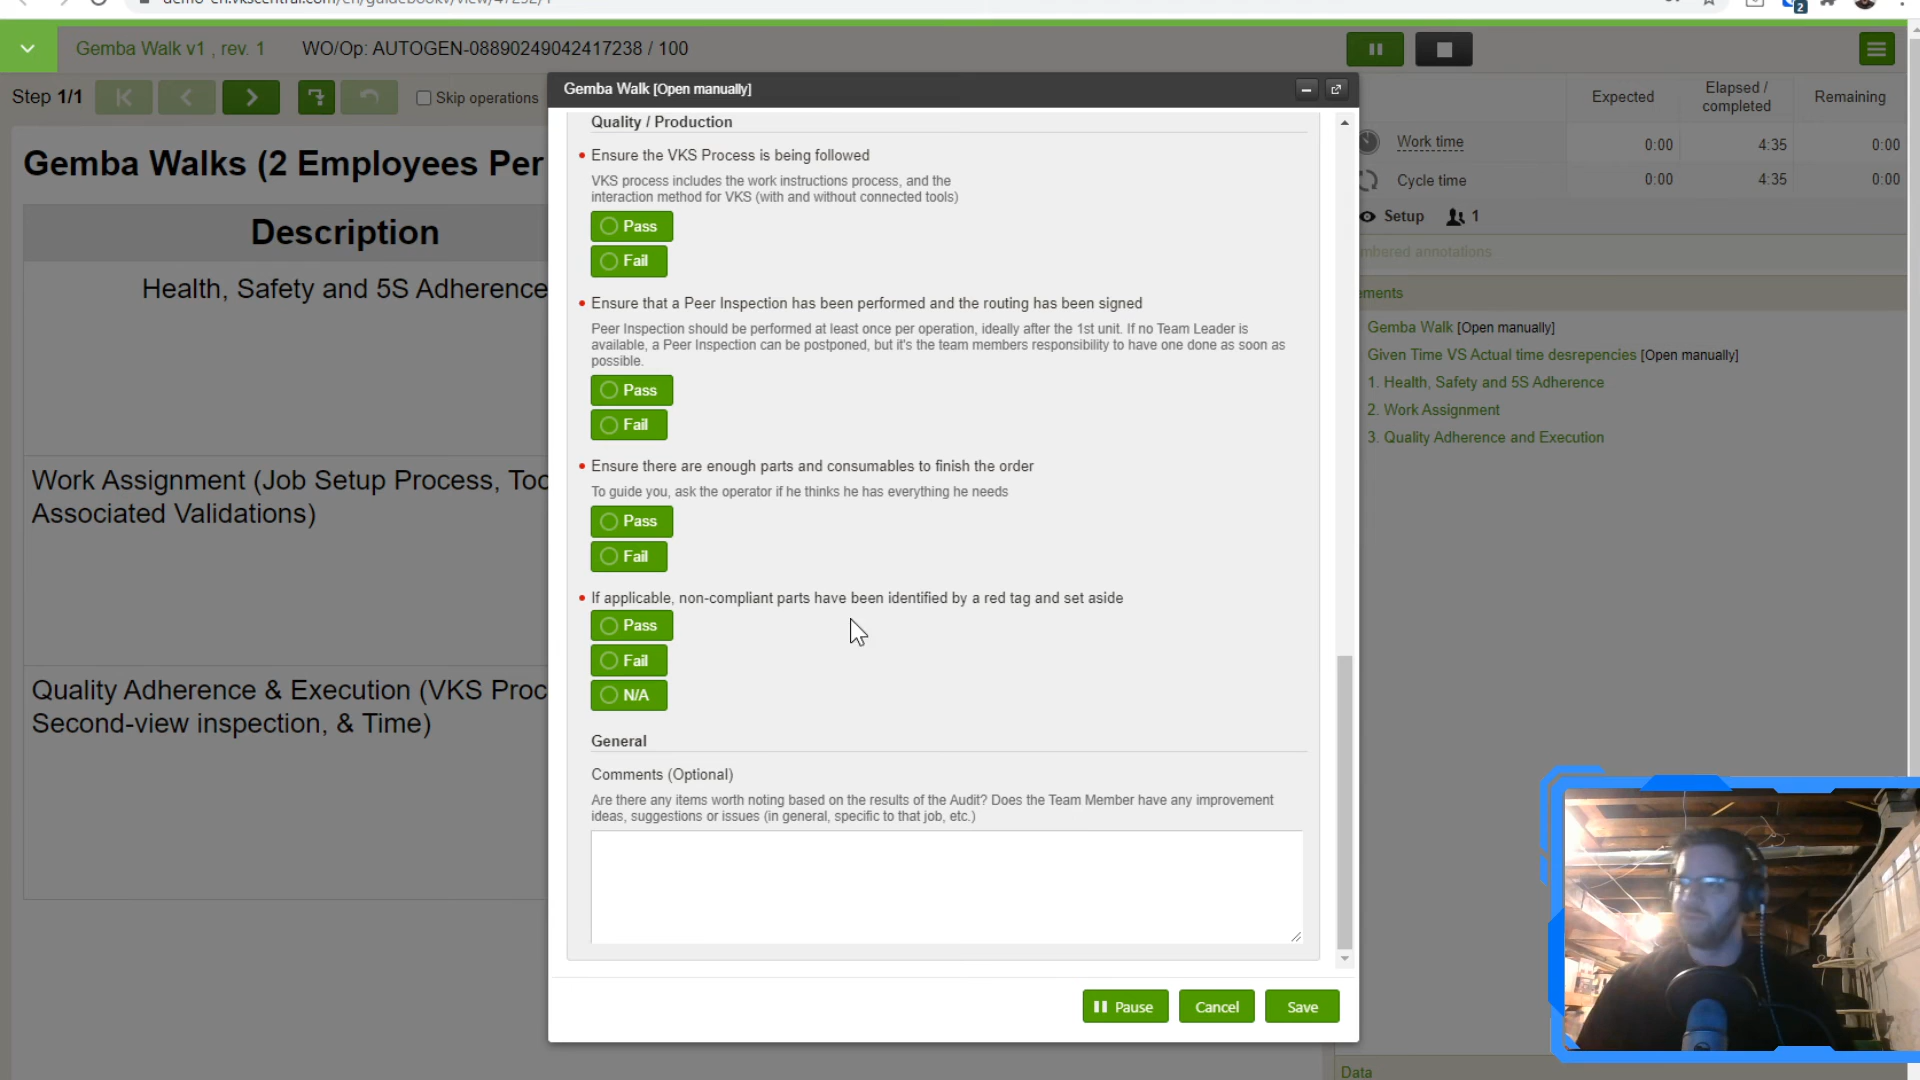 Gemba Walk v1 , rev. 1
WO/Op: AUTOGEN-08890249042417238 / 100
2
Step 1/1
Skip operations
Gemba Walks (2 Employees Per
Description
Health, Safety and 5S Adherence
Work Assignment (Job Setup Process, Too
Associated Validations)
Quality Adherence & Execution (VKS Proc
Second-view inspection, & Time)
Gemba Walk [Open manually]
Quality / Production
Ensure the VKS Process is being followed
VKS process includes the work instructions process, and the
interaction method for VKS (with and without connected tools)
Pass
Fail
Ensure that a Peer Inspection has been performed and the routing has been signed
Peer Inspection should be performed at least once per operation, ideally after the 1st unit. If no Team Leader is
available, a Peer Inspection can be postponed, but it's the team members responsibility to have one done as soon as
possible.
Pass
Fail
Ensure there are enough parts and consumables to finish the order
To guide you, ask the operator if he thinks he has everything he needs
Pass
Fail
If applicable, non-compliant parts have been identified by a red tag and set aside
Pass
Fail
N/A
General
Comments (Optional)
Are there any items worth noting based on the results of the Audit? Does the Team Member have any improvement
ideas, suggestions or issues (in general, specific to that job, etc.)
Pause
Cancel
Save
Expected
Elapsed /
completed
Remaining
Work time
0:00
4:35
0:00
Cycle time
0:00
4:35
0:00
Setup
1
mbered annotations
ements
Gemba Walk [Open manually]
Given Time VS Actual time desrepencies [Open manually]
1. Health, Safety and 5S Adherence
2. Work Assignment
3. Quality Adherence and Execution
Data